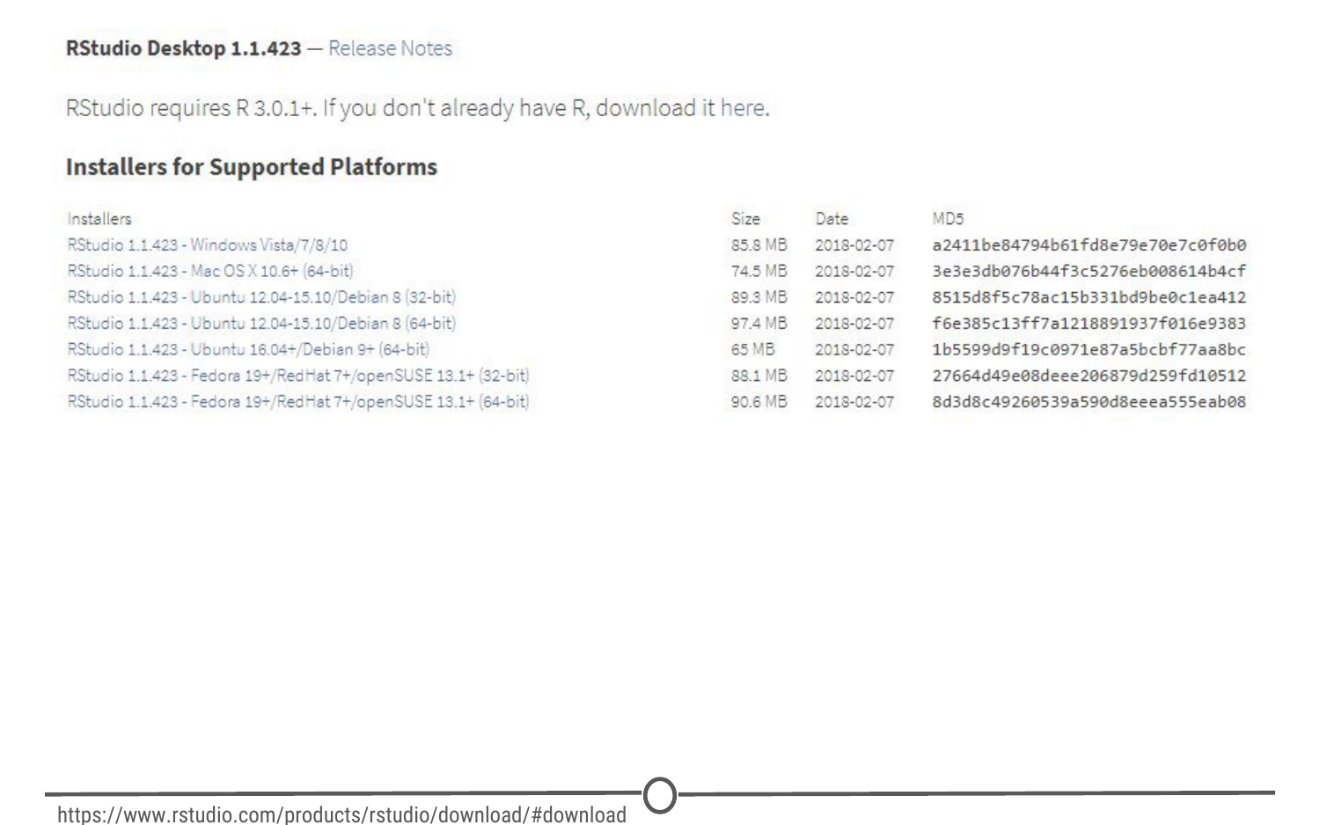 RStudio Desktop 1.1.423 — Release Notes
RStudio requires R 3.0.1+. If you don't already have R, download it here.
Installers for Supported Platforms
Installers Size Date MD5
RStudio 1.1.423 - Windows Vista/7/8/10 85.8 MB 2018-02-07 a2411be84794b61fd8e79e70e7c0f0b0
RStudio 1.1.423 - Mac OS X 10.6+ (64-bit) 74.5 MB 2018-02-07 3e3e3db076b44f3c5276eb008614b4cf
RStudio 1.1.423 - Ubuntu 12.04-15.10/Debian 8 (32-bit) 89.3 MB 2018-02-07 8515d8f5c78ac15b331bd9be0c1ea412
RStudio 1.1.423 - Ubuntu 12.04-15.10/Debian 8 (64-bit) 97.4 MB 2018-02-07 f6e385c13ff7a1218891937f016e9383
RStudio 1.1.423 - Ubuntu 16.04+/Debian 9+ (64-bit) 65 MB 2018-02-07 1b5599d9f19c0971e87a5bcbf77aa8bc
RStudio 1.1.423 - Fedora 19+/RedHat 7+/openSUSE 13.1+ (32-bit) 88.1 MB 2018-02-07 27664d49e08deee206879d259fd10512
RStudio 1.1.423 - Fedora 19+/RedHat 7+/openSUSE 13.1+ (64-bit) 90.6 MB 2018-02-07 8d3d8c49260539a590d8eeea555eab08
https://www.rstudio.com/products/rstudio/download/#download